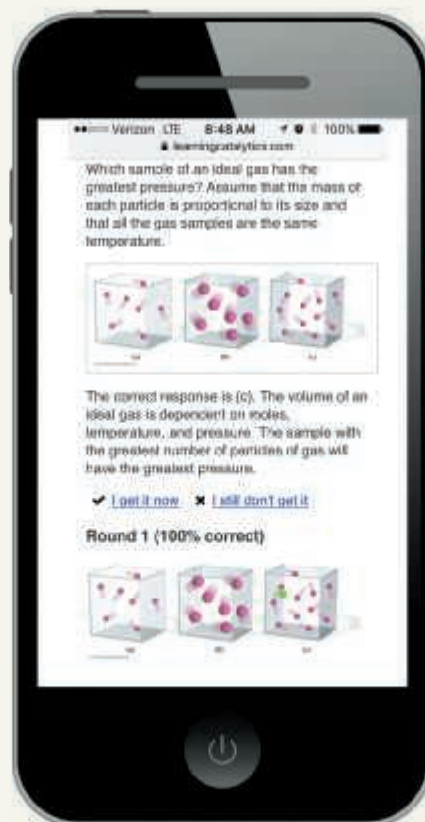 Verizon LTE 8:48 AM 100%
learningcatalytics.com
Which sample of an ideal gas has the
greatest pressure? Assume that the mass of
each particle is proportional to its size and
that all the gas samples are the same
temperature.
(a) (b) (c)
The correct response is (c). The volume of an
ideal gas is dependent on moles,
temperature, and pressure. The sample with
the greatest number of particles of gas will
have the greatest pressure.
I get it now I still don't get it
Round 1 (100% correct)
(a) (b) (c)